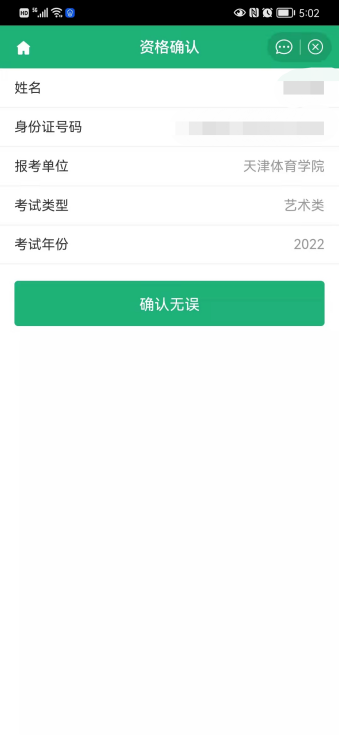 HD 5G 5:02
资格确认
姓名
身份证号码
报考单位 天津体育学院
考试类型 艺术类
考试年份 2022
确认无误